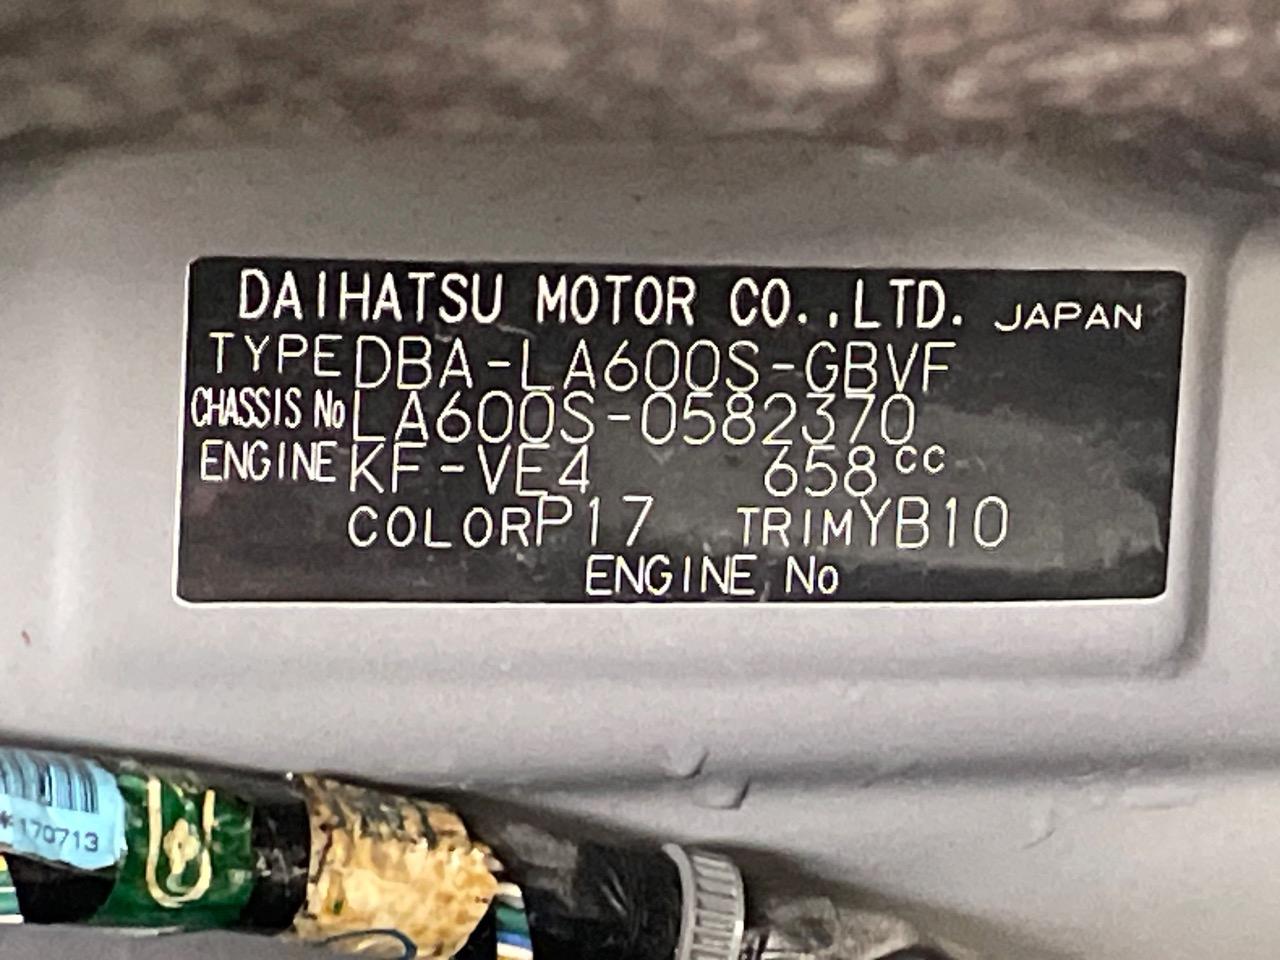 DAIHATSU MOTOR CO.,LTD. JAPAN
TYPE DBA-LA600S-GBVF
CHASSIS No LA600S-0582370
ENGINE KF-VE4 658cc
COLOR P17 TRIM YB10
ENGINE No
*170713